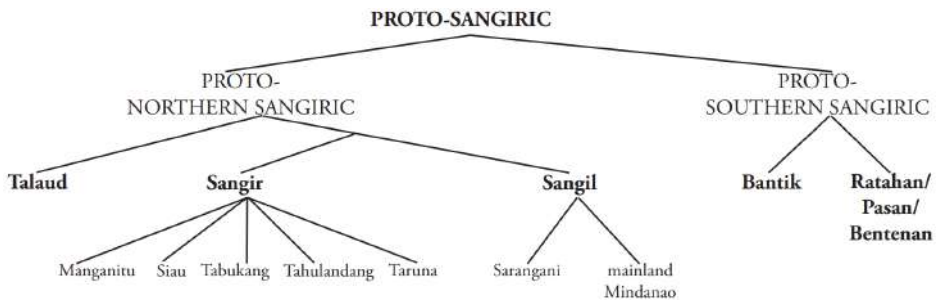 PROTO-SANGIRIC
PROTO-
NORTHERN SANGIRIC
PROTO-
SOUTHERN SANGIRIC
Talaud
Sangir
Sangil
Bantik
Ratahan/
Pasan/
Bentenan
Manganitu
Siau
Tabukang
Tahulandang
Taruna
Sarangani
mainland
Mindanao